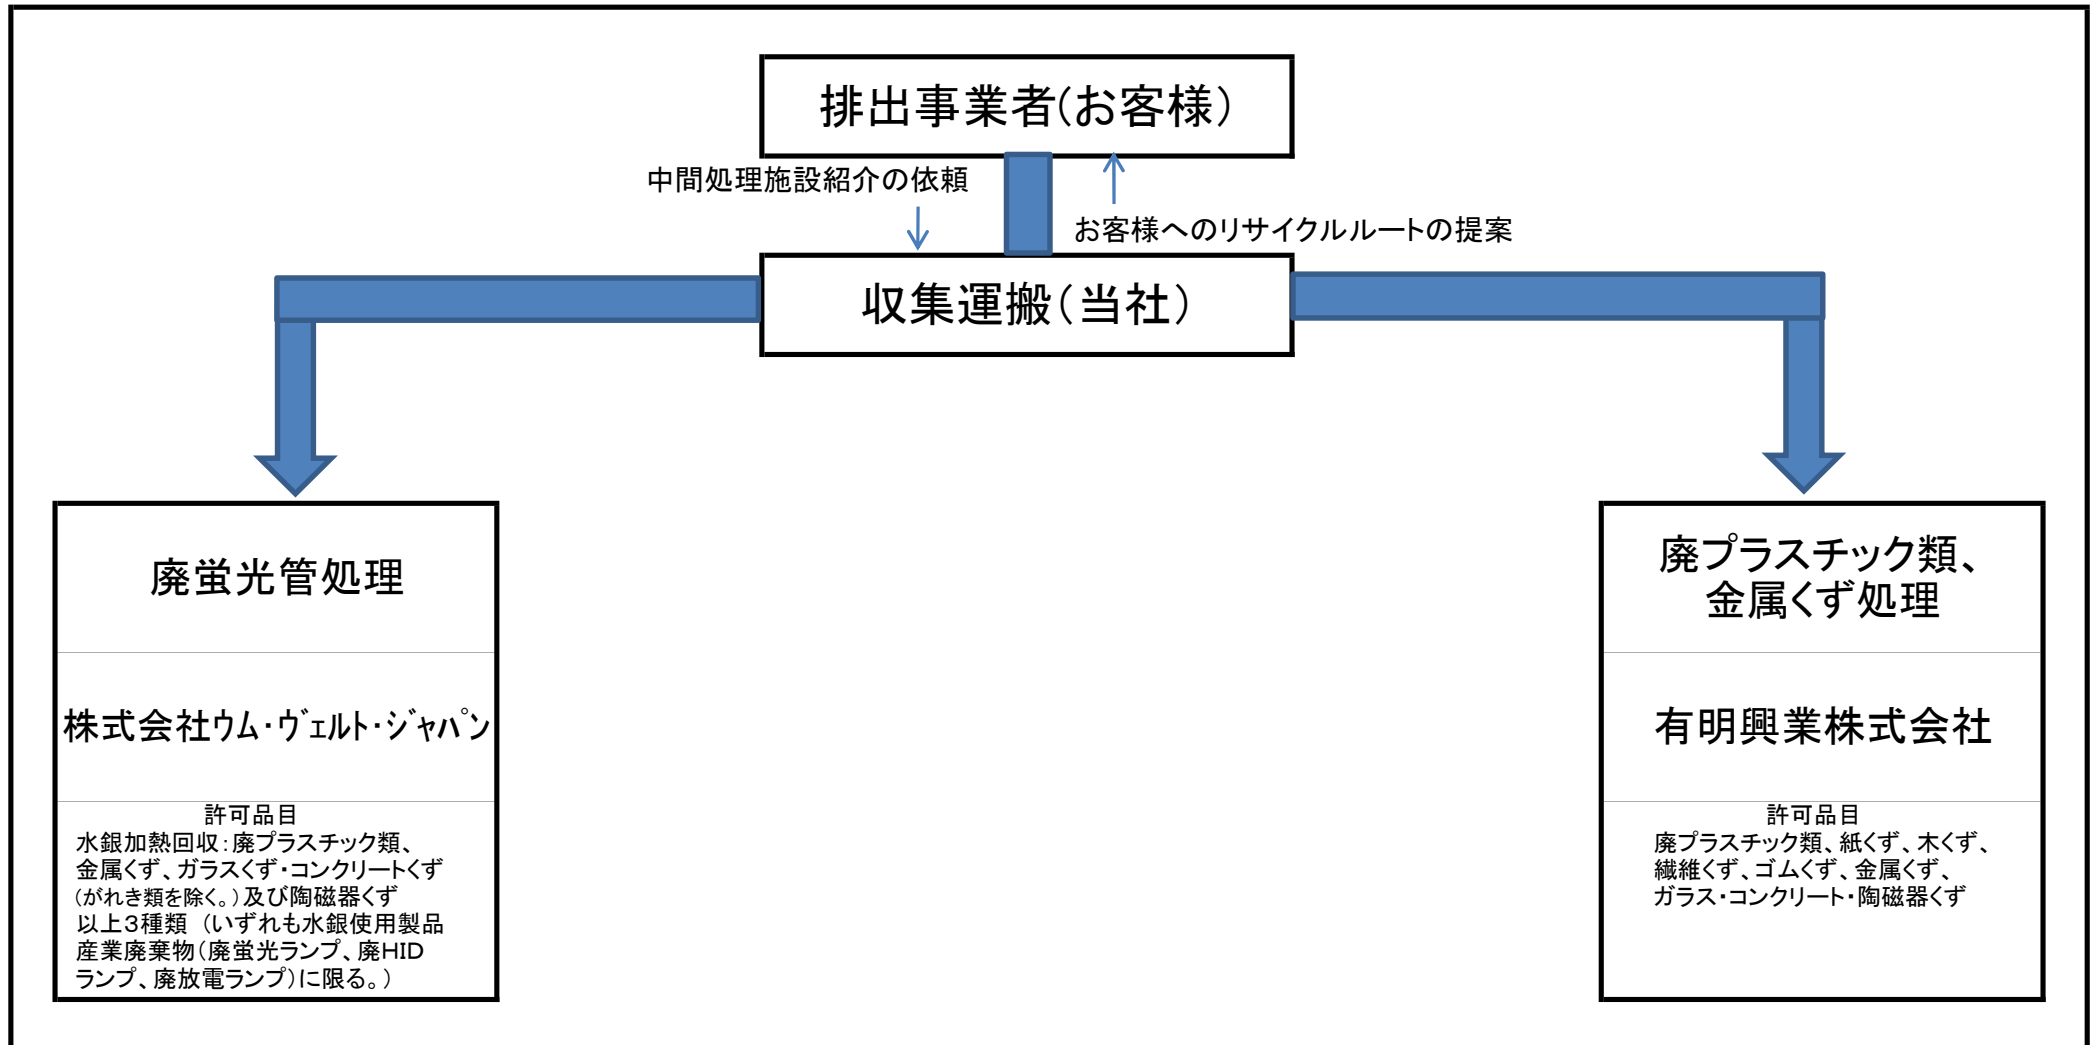 排出事業者(お客様)
中間処理施設紹介の依頼
お客様へのリサイクルルートの提案
収集運搬(当社)
廃蛍光管処理
株式会社ｳﾑ･ｳﾞｪﾙﾄ･ｼﾞｬﾊﾟﾝ
許可品目
水銀加熱回収:廃プラスチック類、
金属くず、ガラスくず・コンクリートくず
(がれき類を除く。)及び陶磁器くず
以上3種類 (いずれも水銀使用製品
産業廃棄物(廃蛍光ランプ、廃HID
ランプ、廃放電ランプ)に限る。)
廃プラスチック類、
金属くず処理
有明興業株式会社
許可品目
廃プラスチック類、紙くず、木くず、
繊維くず、ゴムくず、金属くず、
ガラス・コンクリート・陶磁器くず